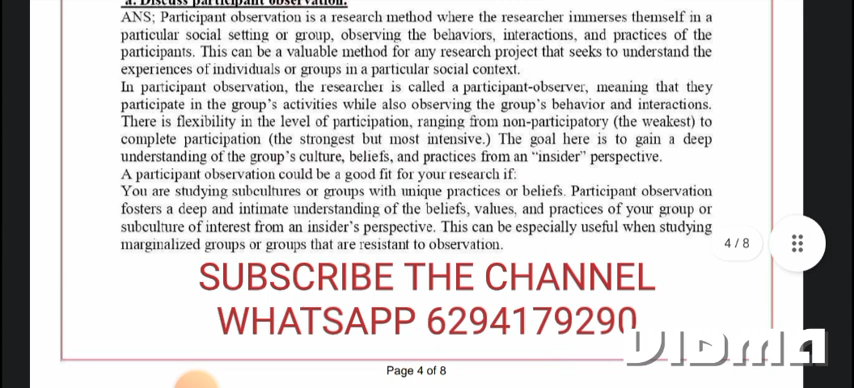 a. Discuss participant observation.
ANS; Participant observation is a research method where the researcher immerses themself in a
particular social setting or group, observing the behaviors, interactions, and practices of the
participants. This can be a valuable method for any research project that seeks to understand the
experiences of individuals or groups in a particular social context.
In participant observation, the researcher is called a participant-observer, meaning that they
participate in the group's activities while also observing the group's behavior and interactions.
There is flexibility in the level of participation, ranging from non-participatory (the weakest) to
complete participation (the strongest but most intensive.) The goal here is to gain a deep
understanding of the group's culture, beliefs, and practices from an “insider” perspective.
A participant observation could be a good fit for your research if:
You are studying subcultures or groups with unique practices or beliefs. Participant observation
fosters a deep and intimate understanding of the beliefs, values, and practices of your group or
subculture of interest from an insider's perspective. This can be especially useful when studying
marginalized groups or groups that are resistant to observation.
4 / 8
SUBSCRIBE THE CHANNEL
WHATSAPP 6294179290
VIDMA
Page 4 of 8